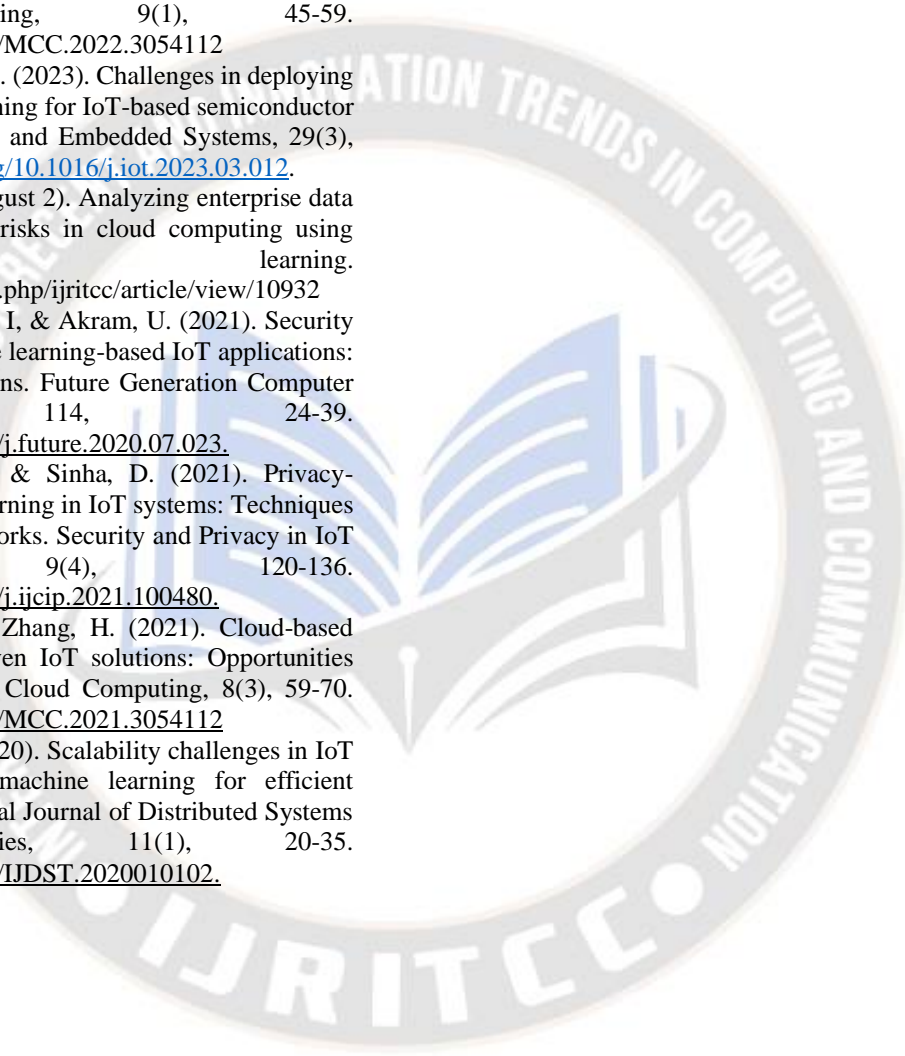 ing, 9(1), 45-59.
/MCC.2022.3054112
. (2023). Challenges in deploying
ning for IoT-based semiconductor
and Embedded Systems, 29(3),
g/10.1016/j.iot.2023.03.012.
gust 2). Analyzing enterprise data
risks in cloud computing using
learning.
.php/ijritcc/article/view/10932
I, & Akram, U. (2021). Security
e learning-based IoT applications:
ns. Future Generation Computer
114, 24-39.
/j.future.2020.07.023.
& Sinha, D. (2021). Privacy-
rning in IoT systems: Techniques
orks. Security and Privacy in IoT
9(4), 120-136.
/j.ijcip.2021.100480.
Zhang, H. (2021). Cloud-based
ven IoT solutions: Opportunities
Cloud Computing, 8(3), 59-70.
/MCC.2021.3054112
20). Scalability challenges in IoT
machine learning for efficient
al Journal of Distributed Systems
ies, 11(1), 20-35.
/IJDST.2020010102.
RECENT AND INNOVATION TRENDS IN COMPUTING AND COMMUNICATION
IJRITCC